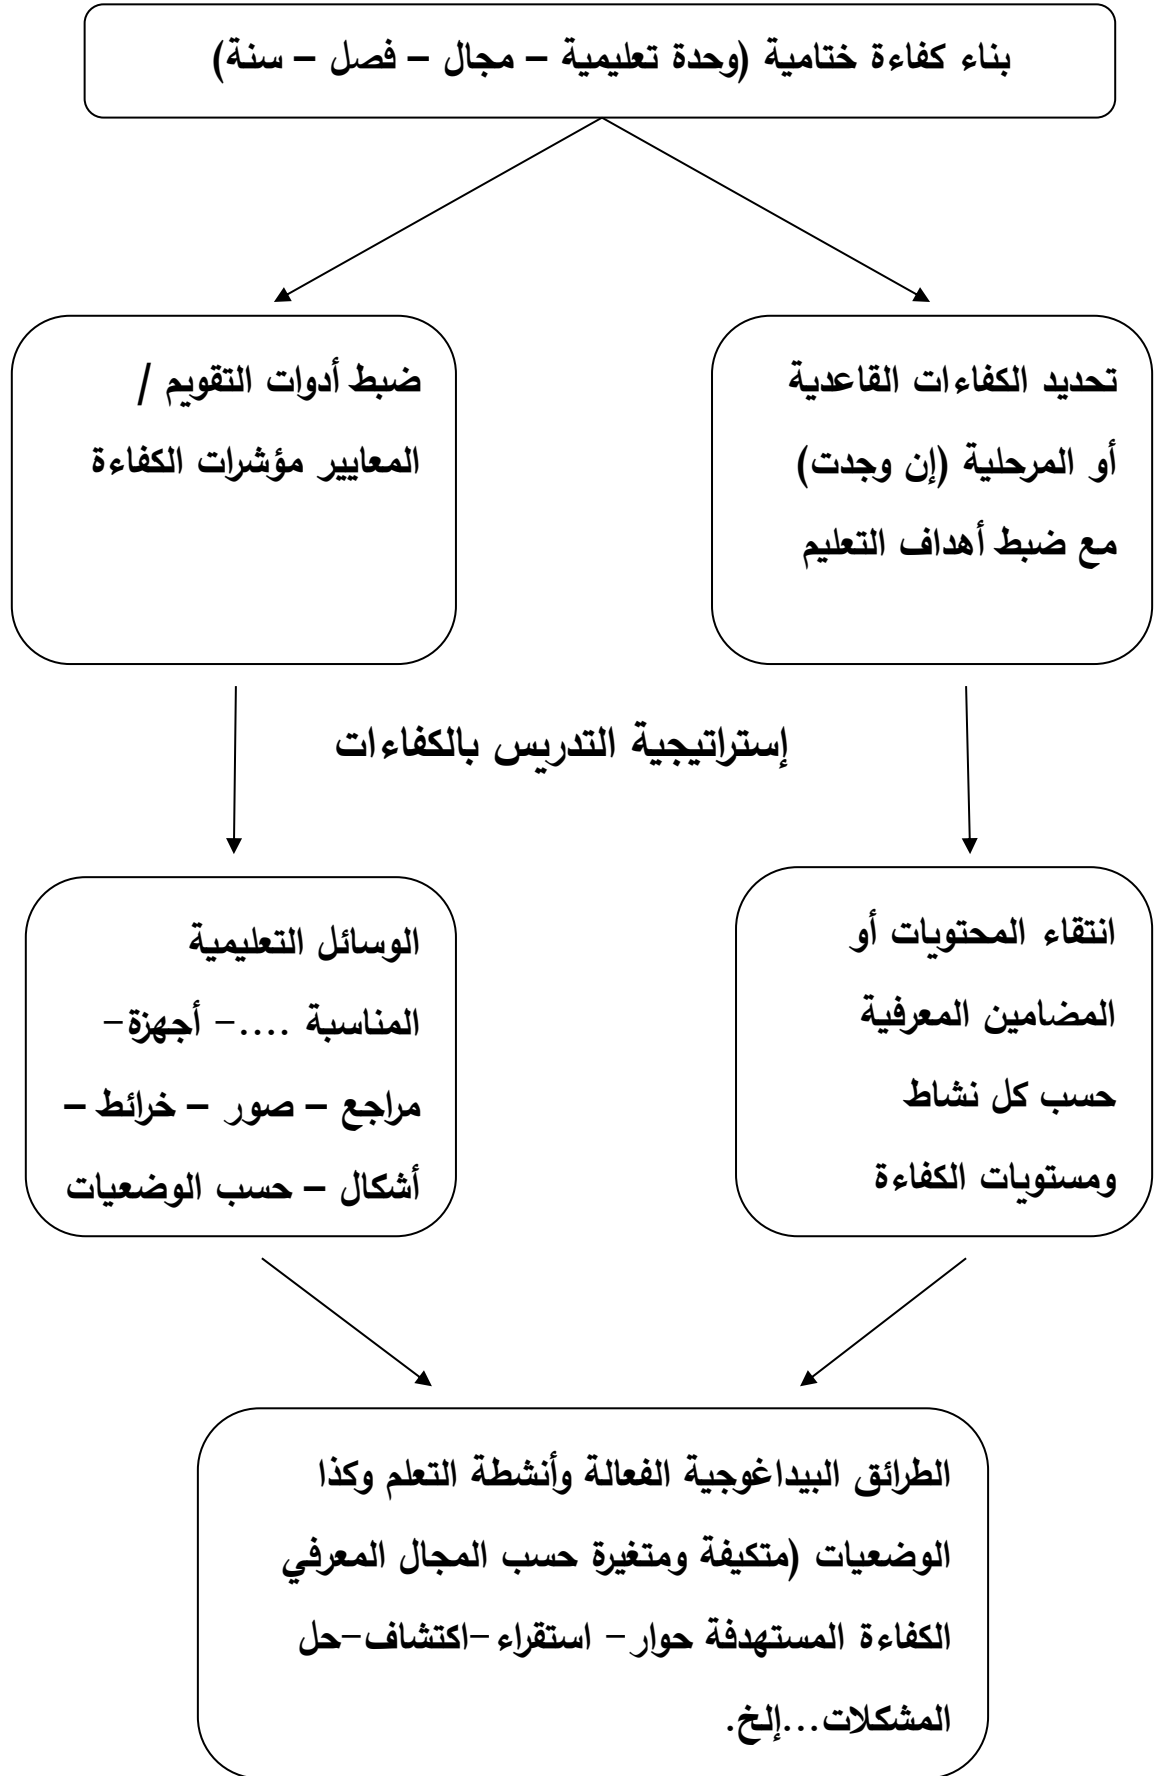 بناء كفاءة ختامية (وحدة تعليمية – مجال – فصل – سنة)
تحديد الكفاءات القاعدية
أو المرحلية (إن وجدت)
مع ضبط أهداف التعليم
ضبط أدوات التقويم /
المعايير مؤشرات الكفاءة
إستراتيجية التدريس بالكفاءات
انتقاء المحتويات أو
المضامين المعرفية
حسب كل نشاط
ومستويات الكفاءة
الوسائل التعليمية
المناسبة ....- أجهزة-
مراجع – صور – خرائط –
أشكال – حسب الوضعيات
الطرائق البيداغوجية الفعالة وأنشطة التعلم وكذا
الوضعيات (متكيفة ومتغيرة حسب المجال المعرفي
الكفاءة المستهدفة حوار- استقراء -اكتشاف-حل
المشكلات...إلخ.